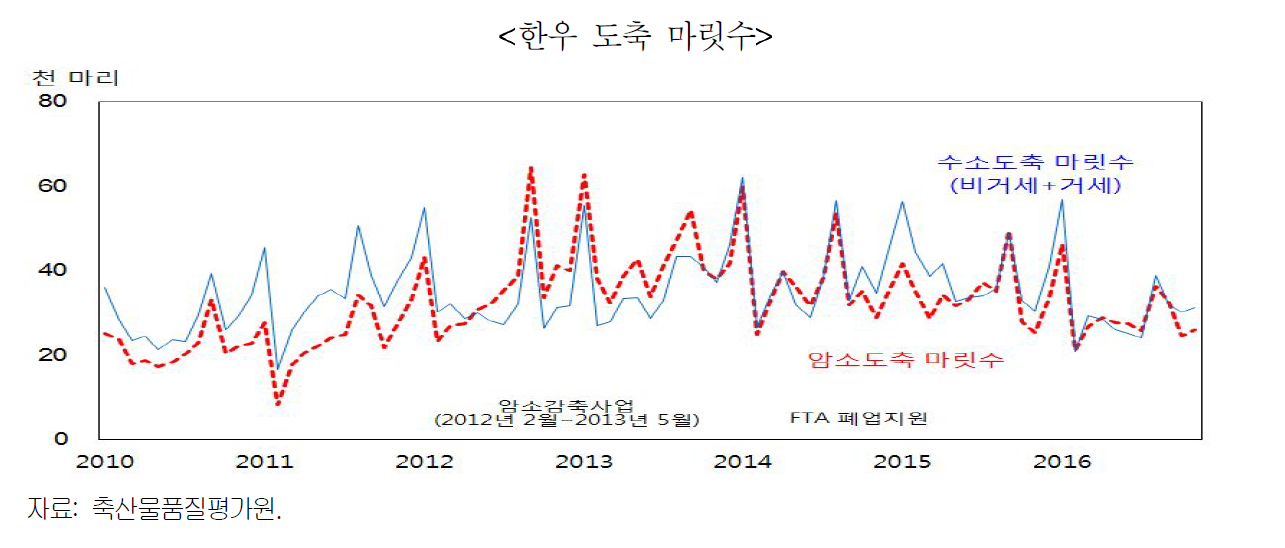 <한우 도축 마릿수>
천 마리
80
60
40
20
0
수소도축 마릿수
(비거세+거세)
암소도축 마릿수
암소감축사업
(2012년 2월-2013년 5월)
FTA 폐업지원
2010 2011 2012 2013 2014 2015 2016
자료: 축산물품질평가원.